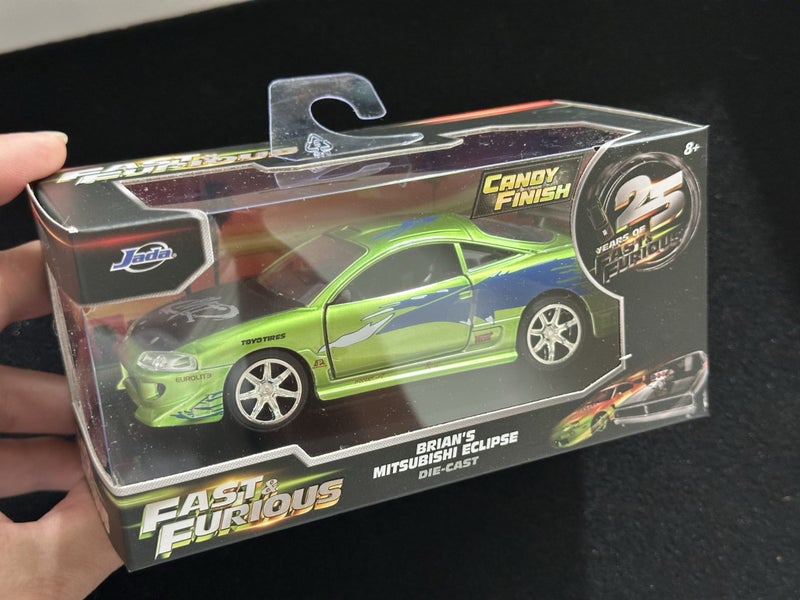 FAST & FURIOUS
Jada
CANDY
FINISH
8+
25
YEARS OF
FAST &
FURIOUS
TOYO TIRES
EUROLITE
BRIAN'S
MITSUBISHI ECLIPSE
DIE-CAST
FAST &
FURIOUS